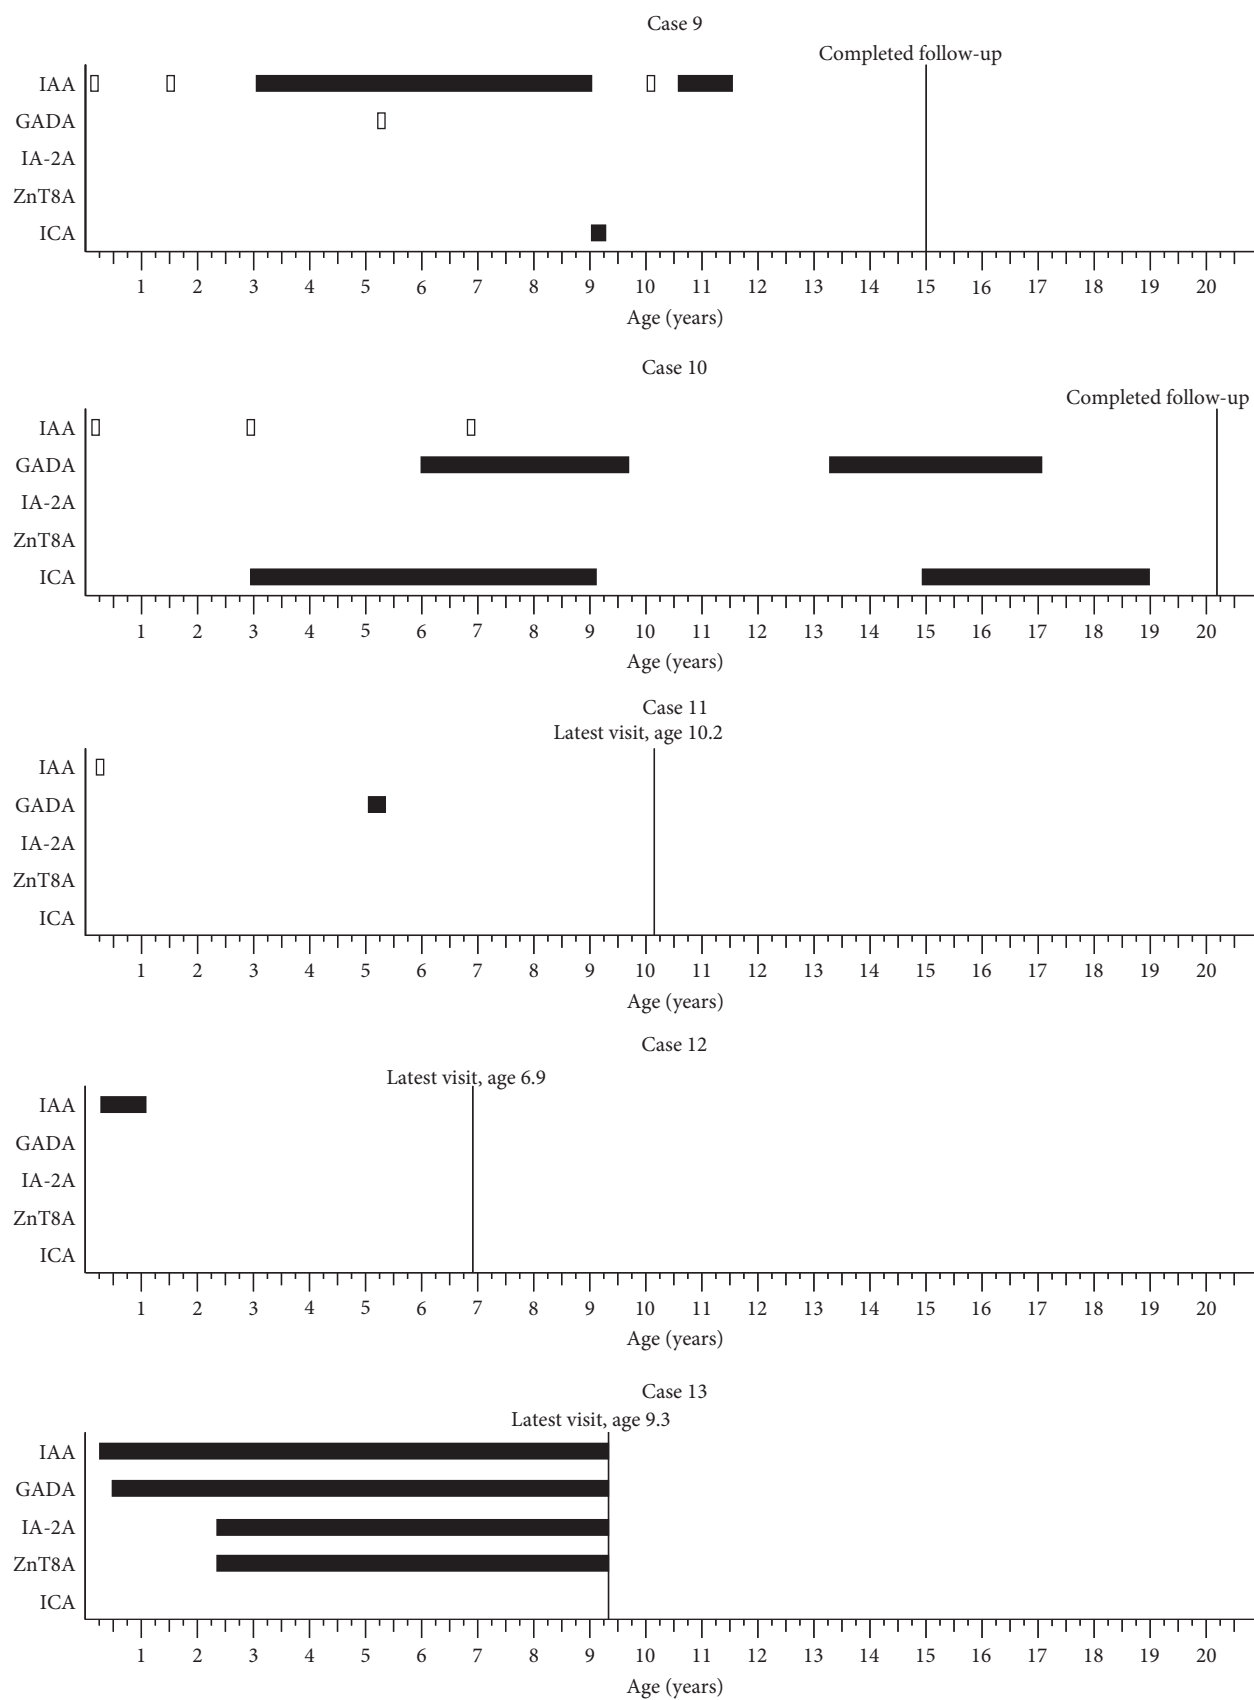 Case 9
Completed follow-up
IAA
GADA
IA-2A
ZnT8A
ICA
1 2 3 4 5 6 7 8 9 10 11 12 13 14 15 16 17 18 19 20
Age (years)
Case 10
Completed follow-up
IAA
GADA
IA-2A
ZnT8A
ICA
1 2 3 4 5 6 7 8 9 10 11 12 13 14 15 16 17 18 19 20
Age (years)
Case 11
Latest visit, age 10.2
IAA
GADA
IA-2A
ZnT8A
ICA
1 2 3 4 5 6 7 8 9 10 11 12 13 14 15 16 17 18 19 20
Age (years)
Case 12
Latest visit, age 6.9
IAA
GADA
IA-2A
ZnT8A
ICA
1 2 3 4 5 6 7 8 9 10 11 12 13 14 15 16 17 18 19 20
Age (years)
Case 13
Latest visit, age 9.3
IAA
GADA
IA-2A
ZnT8A
ICA
1 2 3 4 5 6 7 8 9 10 11 12 13 14 15 16 17 18 19 20
Age (years)